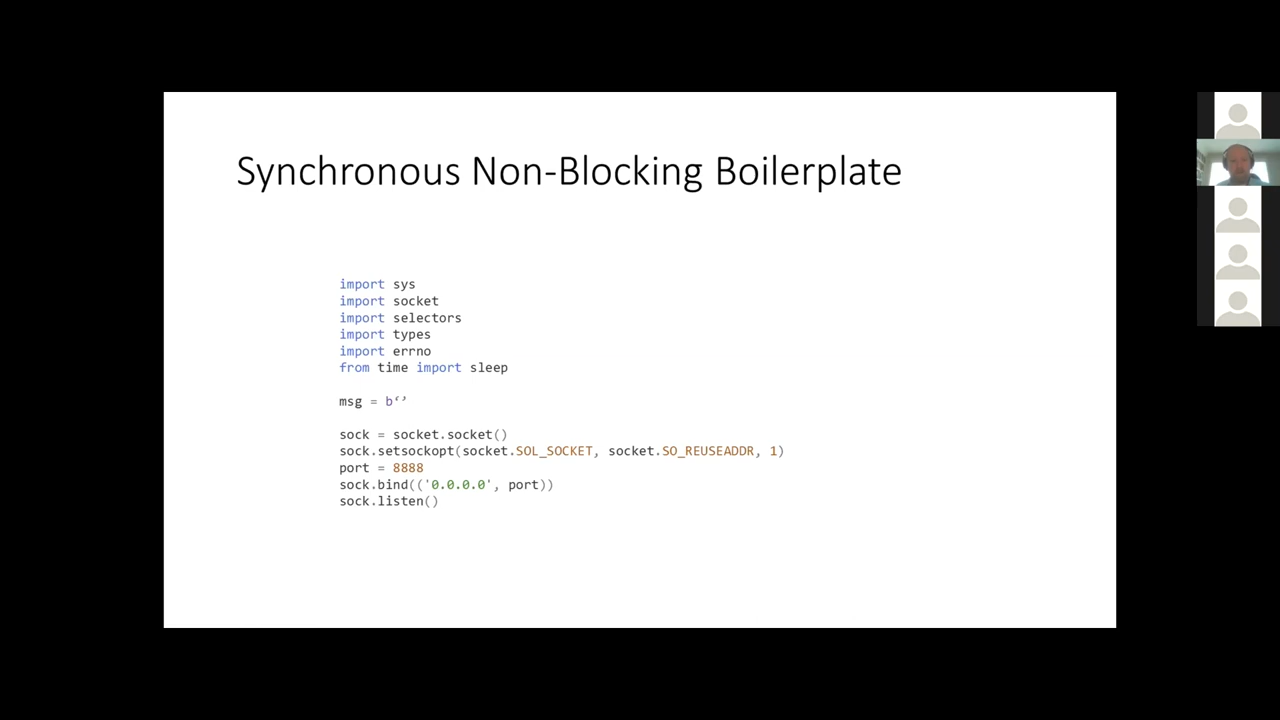 Synchronous Non-Blocking Boilerplate
import sys
import socket
import selectors
import types
import errno
from time import sleep
msg = b‘’
sock = socket.socket()
sock.setsockopt(socket.SOL_SOCKET, socket.SO_REUSEADDR, 1)
port = 8888
sock.bind(('0.0.0.0', port))
sock.listen()